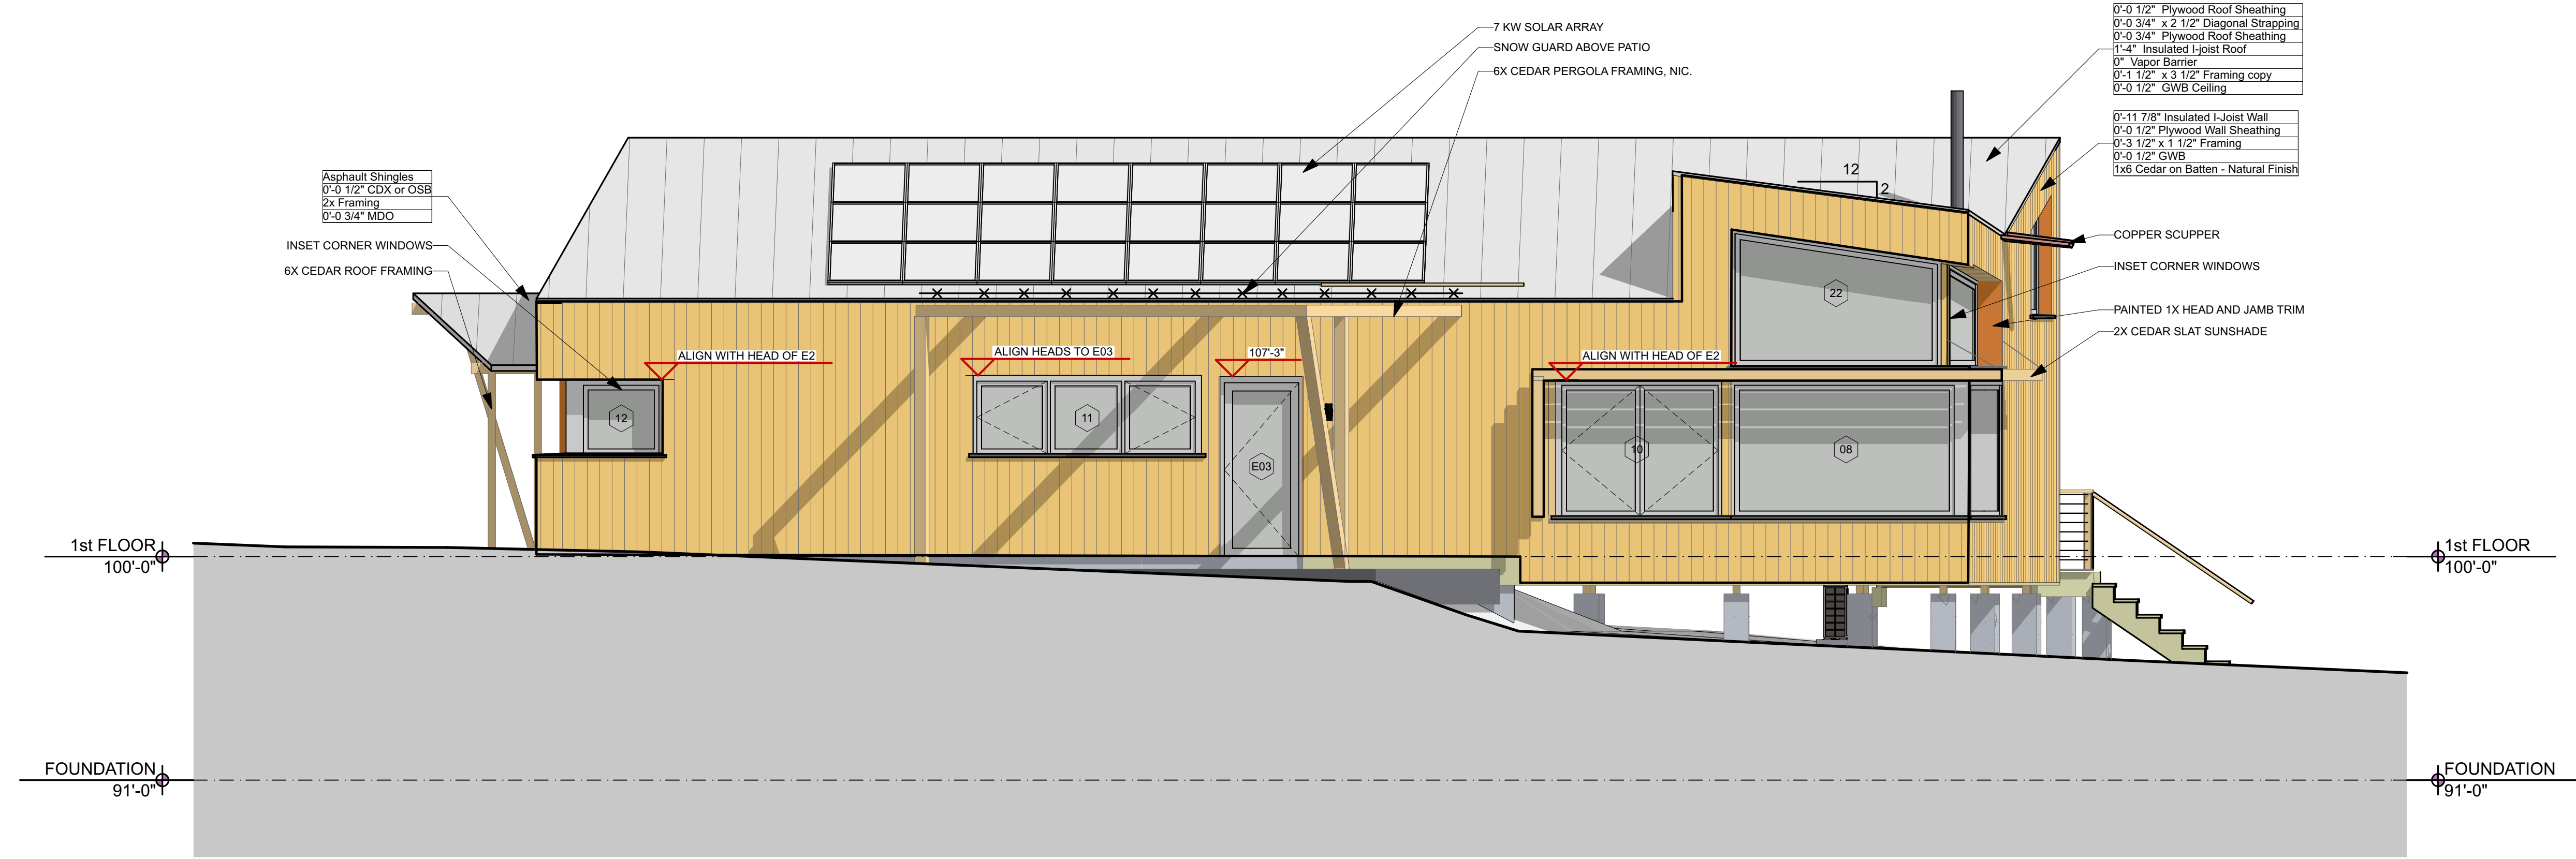 7 KW SOLAR ARRAY
SNOW GUARD ABOVE PATIO
6X CEDAR PERGOLA FRAMING, NIC.
0'-0 1/2" Plywood Roof Sheathing
0'-0 3/4" x 2 1/2" Diagonal Strapping
0'-0 3/4" Plywood Roof Sheathing
1'-4" Insulated I-joist Roof
0" Vapor Barrier
0'-1 1/2" x 3 1/2" Framing copy
0'-0 1/2" GWB Ceiling
0'-11 7/8" Insulated I-Joist Wall
0'-0 1/2" Plywood Wall Sheathing
0'-3 1/2" x 1 1/2" Framing
0'-0 1/2" GWB
1x6 Cedar on Batten - Natural Finish
Asphault Shingles
0'-0 1/2" CDX or OSB
2x Framing
0'-0 3/4" MDO
INSET CORNER WINDOWS
6X CEDAR ROOF FRAMING
12
2
COPPER SCUPPER
INSET CORNER WINDOWS
PAINTED 1X HEAD AND JAMB TRIM
2X CEDAR SLAT SUNSHADE
22
ALIGN WITH HEAD OF E2
ALIGN HEADS TO E03
107'-3"
ALIGN WITH HEAD OF E2
12
11
E03
10
08
1st FLOOR
100'-0"
1st FLOOR
100'-0"
FOUNDATION
91'-0"
FOUNDATION
91'-0"